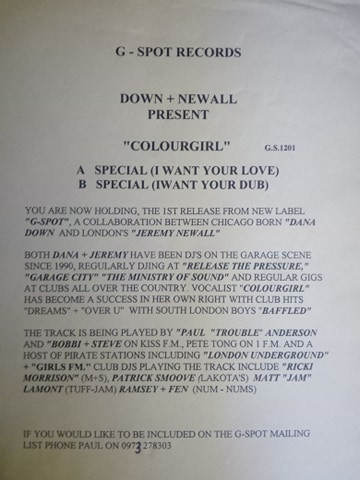 G - SPOT RECORDS
DOWN + NEWALL
PRESENT
"COLOURGIRL" G.S.1201
A SPECIAL (I WANT YOUR LOVE)
B SPECIAL (IWANT YOUR DUB)
YOU ARE NOW HOLDING, THE 1ST RELEASE FROM NEW LABEL
"G-SPOT", A COLLABORATION BETWEEN CHICAGO BORN "DANA
DOWN AND LONDON'S "JEREMY NEWALL"
BOTH DANA + JEREMY HAVE BEEN DJ'S ON THE GARAGE SCENE
SINCE 1990, REGULARLY DJING AT "RELEASE THE PRESSURE,"
"GARAGE CITY" "THE MINISTRY OF SOUND" AND REGULAR GIGS
AT CLUBS ALL OVER THE COUNTRY. VOCALIST "COLOURGIRL"
HAS BECOME A SUCCESS IN HER OWN RIGHT WITH CLUB HITS
"DREAMS" + "OVER U" WITH SOUTH LONDON BOYS "BAFFLED"
THE TRACK IS BEING PLAYED BY "PAUL "TROUBLE" ANDERSON
AND "BOBBI + STEVE ON KISS F.M., PETE TONG ON 1 F.M. AND A
HOST OF PIRATE STATIONS INCLUDING "LONDON UNDERGROUND"
+ "GIRLS FM." CLUB DJS PLAYING THE TRACK INCLUDE "RICKI
MORRISON" (M+S), PATRICK SMOOVE (LAKOTA'S) MATT "JAM"
LAMONT (TUFF-JAM) RAMSEY + FEN (NUM - NUMS)
IF YOU WOULD LIKE TO BE INCLUDED ON THE G-SPOT MAILING
LIST PHONE PAUL ON 0973 278303